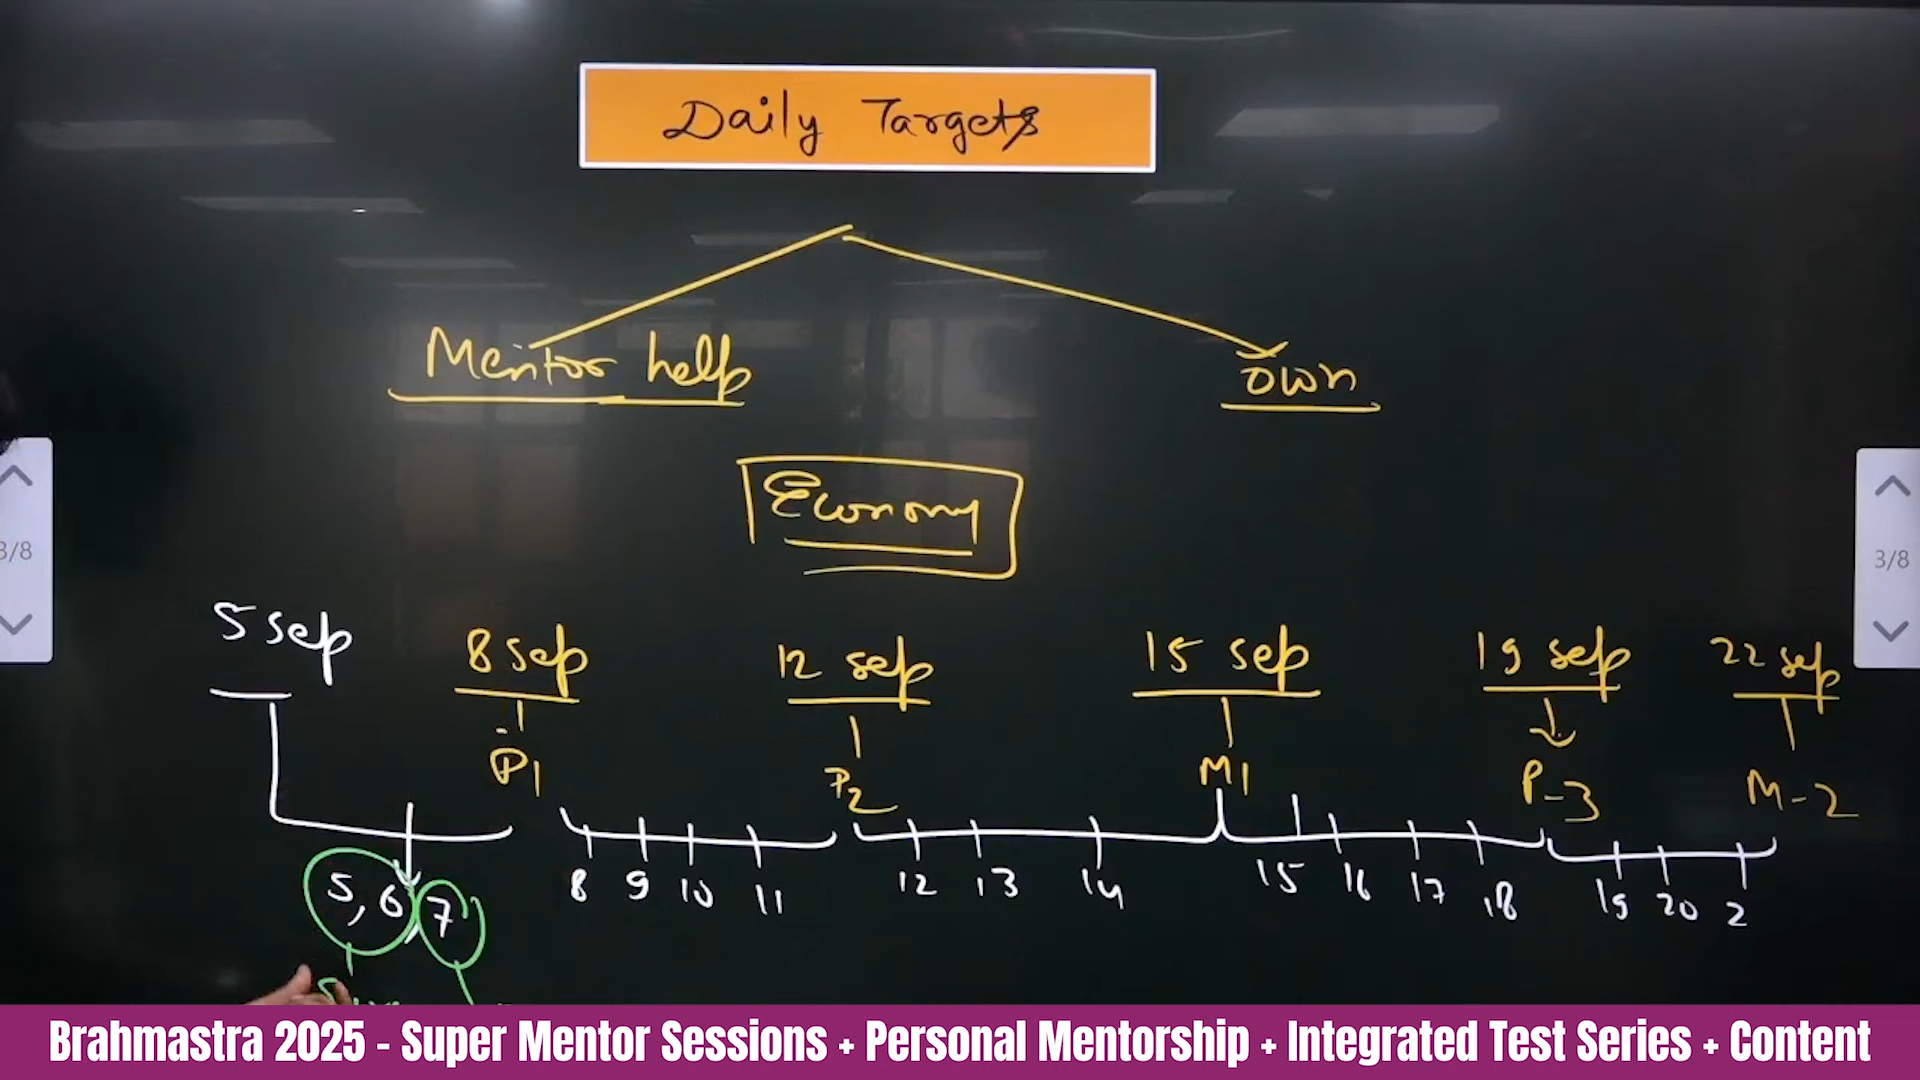 Daily Targets
Mentor help
own
Economy
5 sep
8 sep
12 sep
15 sep
19 sep
22 sep
P1
P2
M1
P-3
M-2
5, 6, 7
8 9 10 11
12 13 14
15 16 17 18
19 20 2
3/8
3/8
Brahmastra 2025 - Super Mentor Sessions + Personal Mentorship + Integrated Test Series + Content